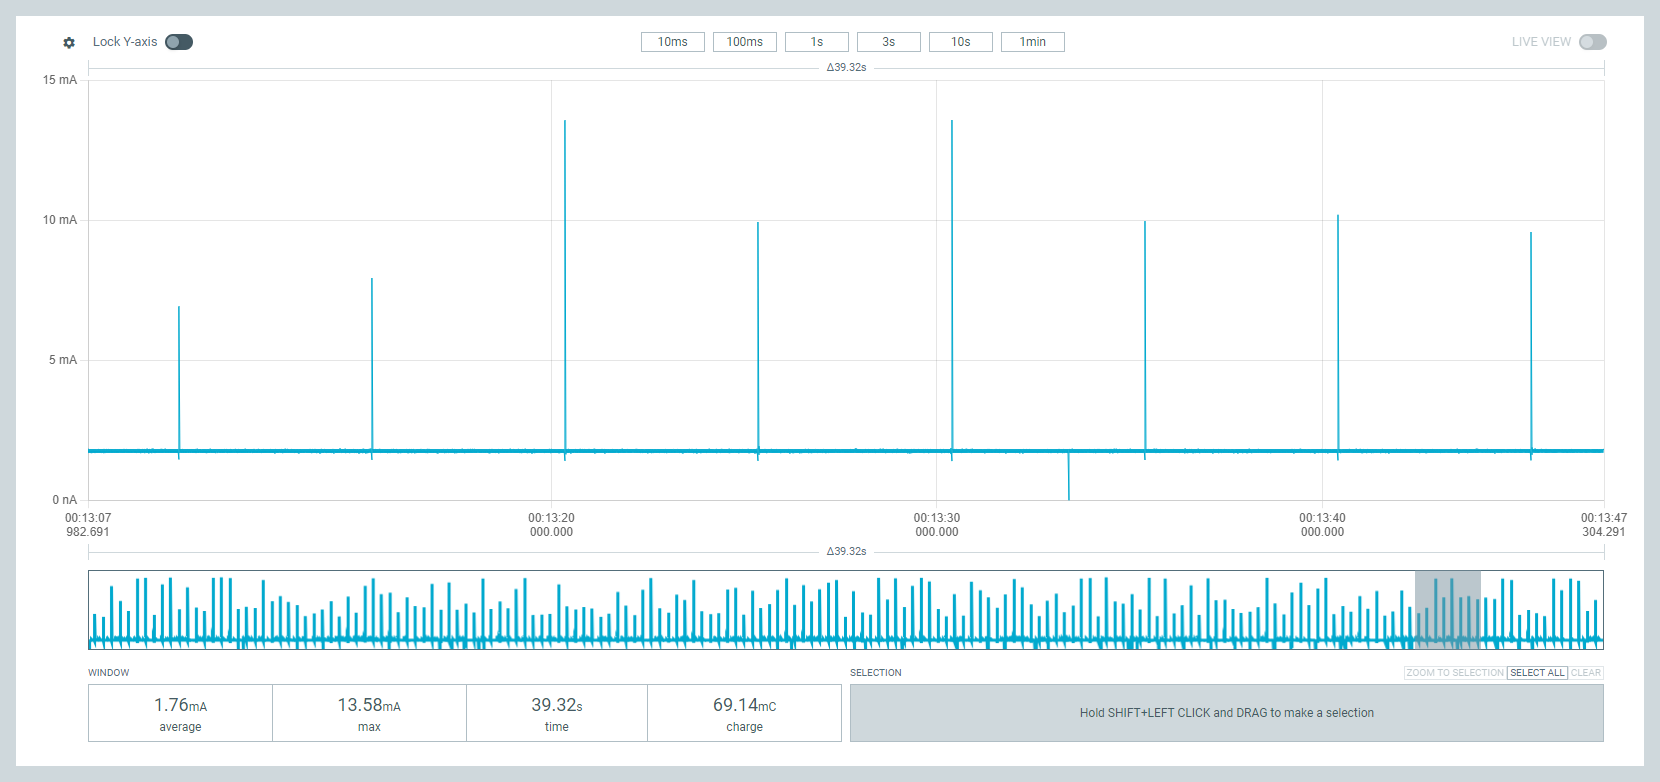 Lock Y-axis
10ms 100ms 1s 3s 10s 1min
LIVE VIEW
Δ39.32s
15 mA
10 mA
5 mA
0 nA
00:13:07 00:13:20 00:13:30 00:13:40 00:13:47
982.691 000.000 000.000 000.000 304.291
Δ39.32s
WINDOW
1.76mA 13.58mA 39.32s 69.14mC
average max time charge
SELECTION
ZOOM TO SELECTION SELECT ALL CLEAR
Hold SHIFT+LEFT CLICK and DRAG to make a selection